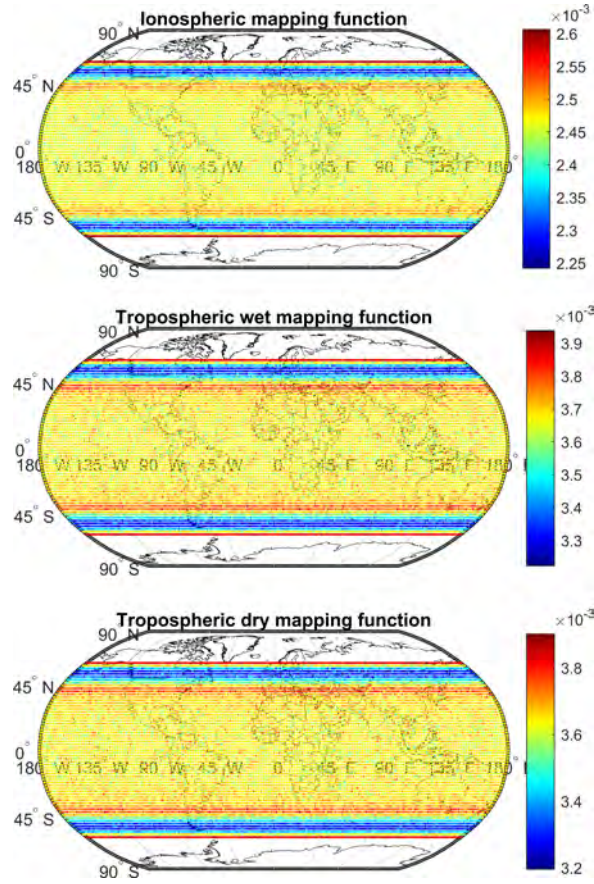 Ionospheric mapping function
×10⁻³
90° N
2.6
2.55
45° N
2.5
2.45
0°
180° W 135° W 90° W 45° W 0° 45° E 90° E 135° E 180° E
2.4
2.35
45° S
2.3
2.25
90° S
Tropospheric wet mapping function
×10⁻³
90° N
3.9
3.8
45° N
3.7
3.6
0°
180° W 135° W 90° W 45° W 0° 45° E 90° E 135° E 180° E
3.5
3.4
45° S
3.3
90° S
Tropospheric dry mapping function
×10⁻³
90° N
3.8
45° N
3.6
0°
180° W 135° W 90° W 45° W 0° 45° E 90° E 135° E 180° E
3.4
45° S
3.2
90° S